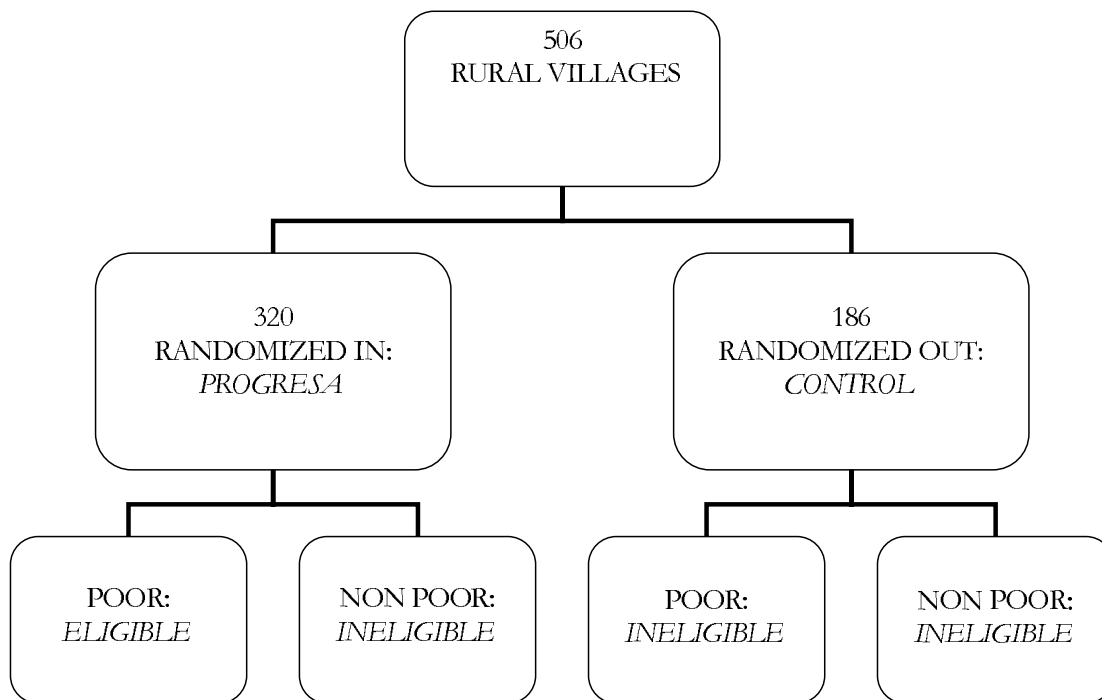 506
RURAL VILLAGES
320
RANDOMIZED IN:
PROGRESA
186
RANDOMIZED OUT:
CONTROL
POOR:
ELIGIBLE
NON POOR:
INELIGIBLE
POOR:
INELIGIBLE
NON POOR:
INELIGIBLE